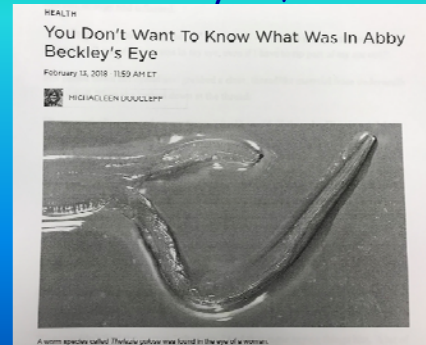 HEALTH
You Don't Want To Know What Was In Abby
Beckley's Eye
February 13, 2018 11:59 AM ET
MICHAELEEN DOUCLEFF
A worm species called Thelazia gulosa was found in the eye of a woman.